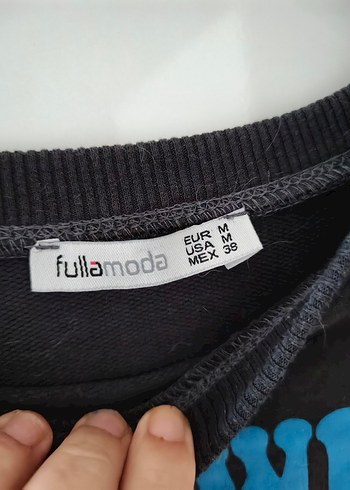 fullamoda
EUR M
USA M
MEX 38
W